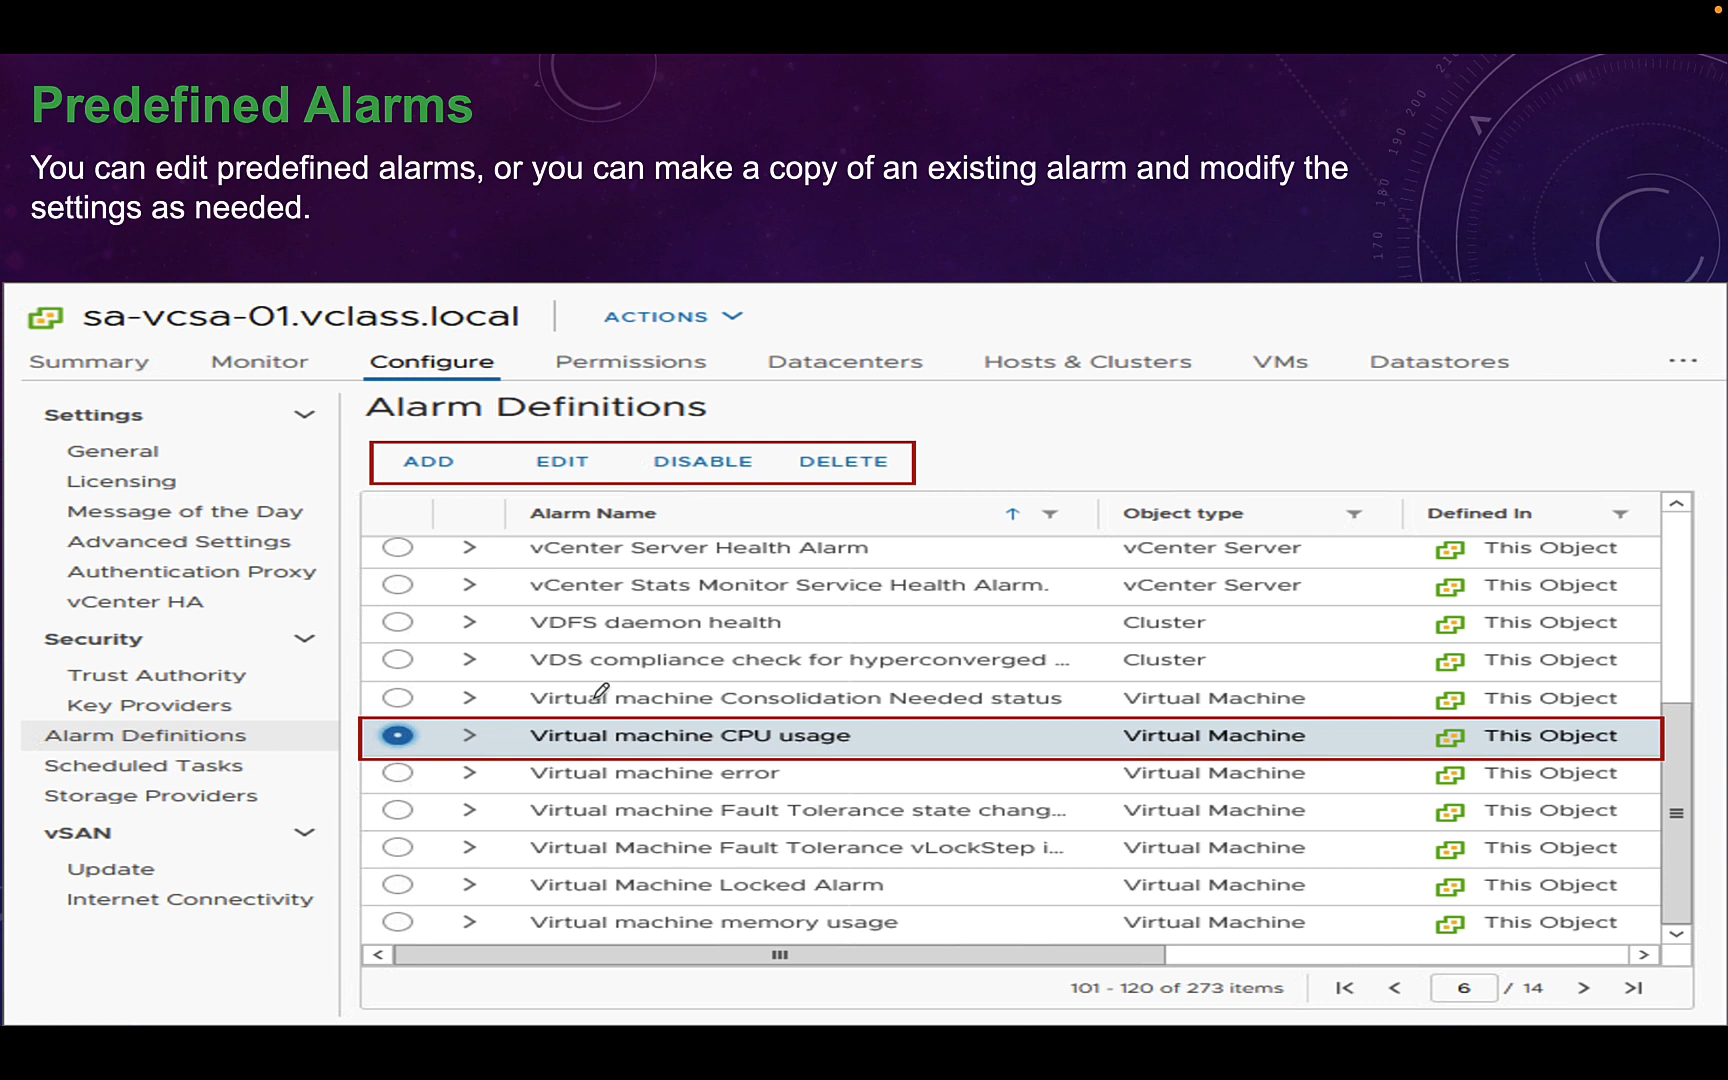 Predefined Alarms
You can edit predefined alarms, or you can make a copy of an existing alarm and modify the
settings as needed.
210
200
190
180
170
sa-vcsa-01.vclass.local ACTIONS
Summary Monitor Configure Permissions Datacenters Hosts & Clusters VMs Datastores ...
Settings
General
Licensing
Message of the Day
Advanced Settings
Authentication Proxy
vCenter HA
Security
Trust Authority
Key Providers
Alarm Definitions
Scheduled Tasks
Storage Providers
vSAN
Update
Internet Connectivity
Alarm Definitions
ADD EDIT DISABLE DELETE
Alarm Name Object type Defined In
vCenter Server Health Alarm vCenter Server This Object
vCenter Stats Monitor Service Health Alarm. vCenter Server This Object
VDFS daemon health Cluster This Object
VDS compliance check for hyperconverged ... Cluster This Object
Virtual machine Consolidation Needed status Virtual Machine This Object
Virtual machine CPU usage Virtual Machine This Object
Virtual machine error Virtual Machine This Object
Virtual machine Fault Tolerance state chang... Virtual Machine This Object
Virtual Machine Fault Tolerance vLockStep i... Virtual Machine This Object
Virtual Machine Locked Alarm Virtual Machine This Object
Virtual machine memory usage Virtual Machine This Object
101 - 120 of 273 items 6 / 14